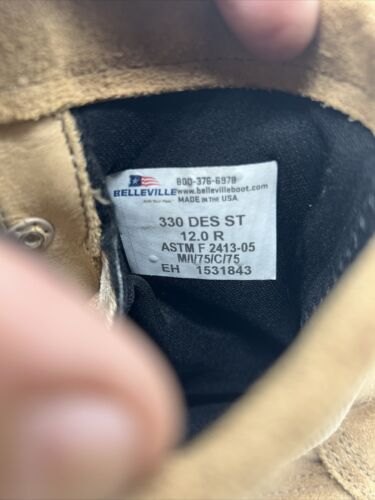 800-376-6978
BELLEVILLE www.bellevilleboot.com
MADE IN THE USA
330 DES ST
12.0 R
ASTM F 2413-05
M/I/75/C/75
EH 1531843